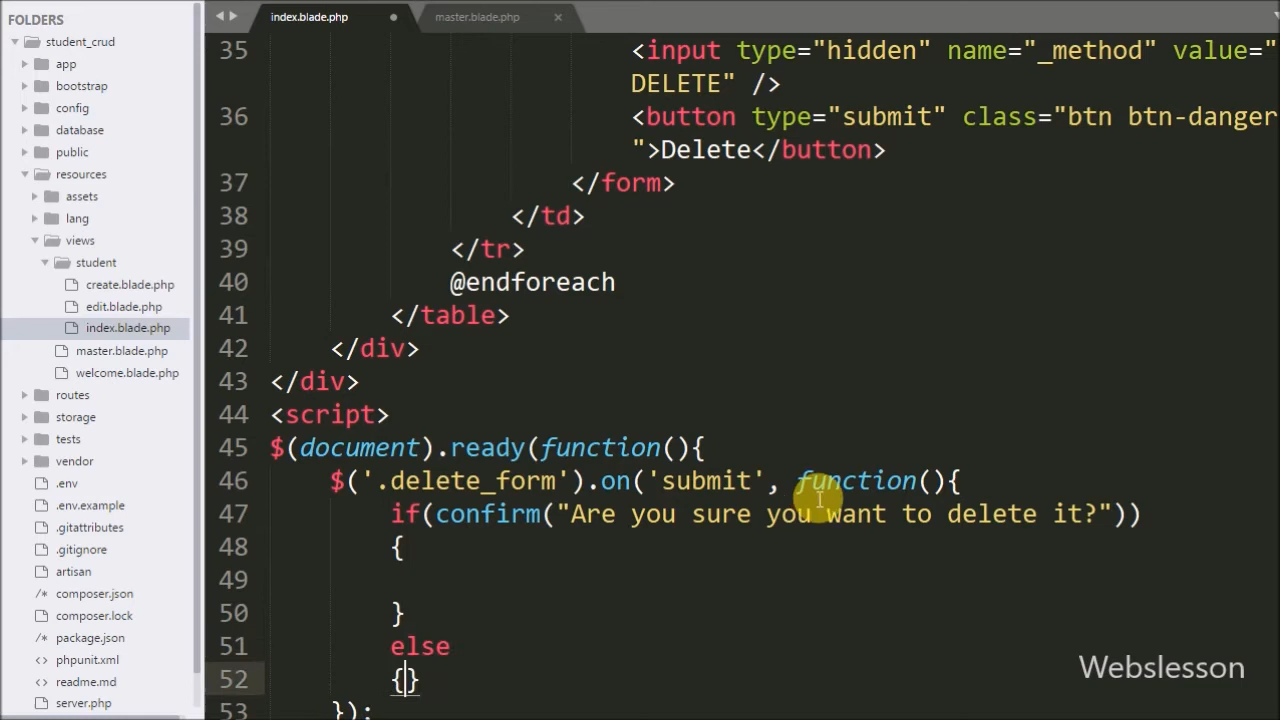 FOLDERS
student_crud
app
bootstrap
config
database
public
resources
assets
lang
views
student
create.blade.php
edit.blade.php
index.blade.php
master.blade.php
welcome.blade.php
routes
storage
tests
vendor
.env
.env.example
.gitattributes
.gitignore
artisan
composer.json
composer.lock
package.json
phpunit.xml
readme.md
server.php
index.blade.php
master.blade.php
35 <input type="hidden" name="_method" value="
DELETE" />
36 <button type="submit" class="btn btn-danger
">Delete</button>
37 </form>
38 </td>
39 </tr>
40 @endforeach
41 </table>
42 </div>
43 </div>
44 <script>
45 $(document).ready(function(){
46 $('.delete_form').on('submit', function(){
47 if(confirm("Are you sure you want to delete it?"))
48 {
49
50 }
51 else
52 {}
53 });
Webslesson